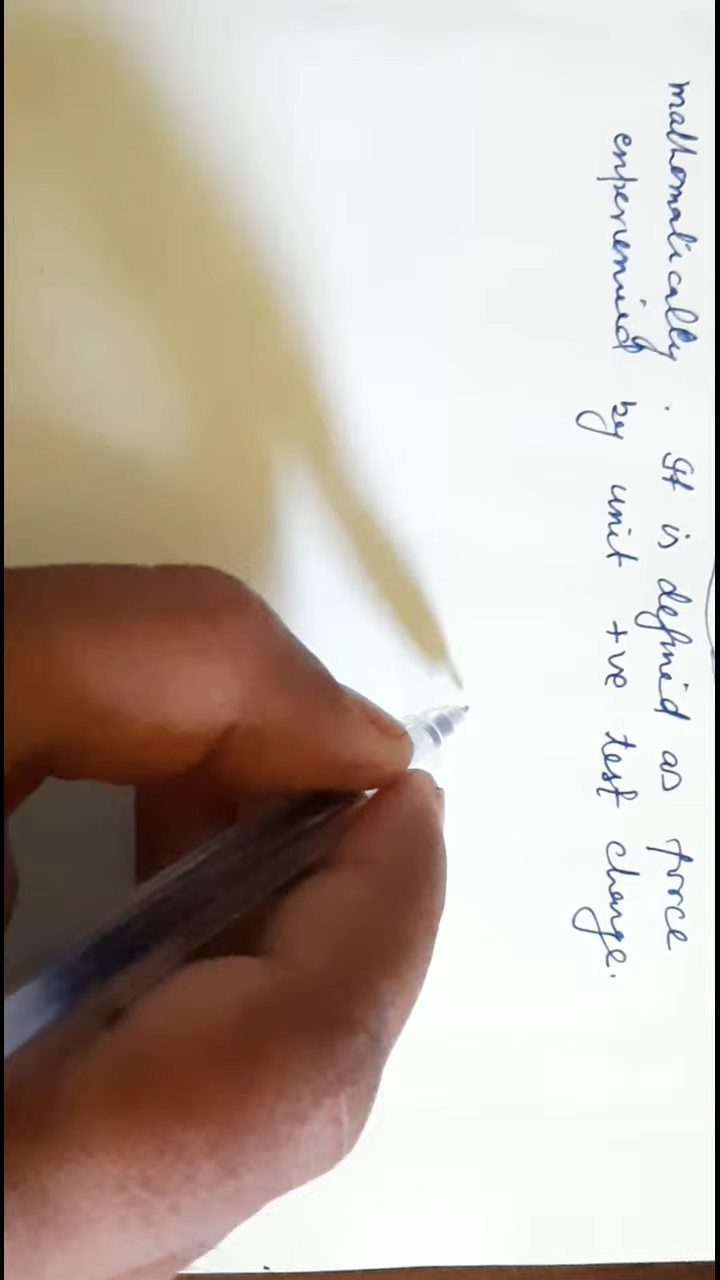 mathematically. It is defined as force
experienced by unit +ve test charge.